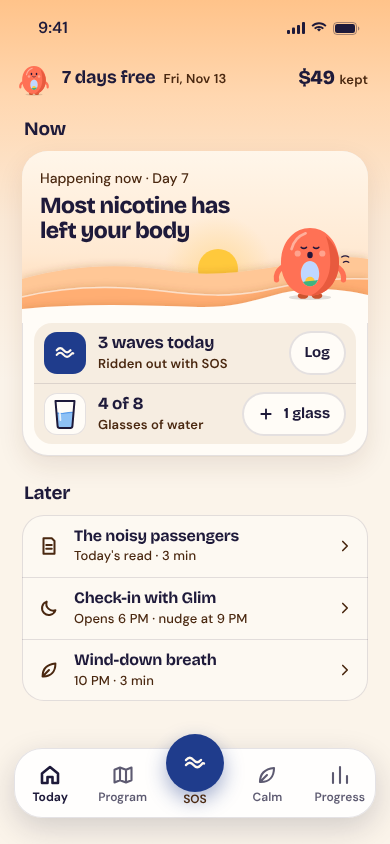 9:41
7 days free Fri, Nov 13
$49 kept
Now
Happening now · Day 7
Most nicotine has
left your body
3 waves today
Ridden out with SOS
Log
4 of 8
Glasses of water
+ 1 glass
Later
The noisy passengers
Today's read · 3 min
Check-in with Glim
Opens 6 PM · nudge at 9 PM
Wind-down breath
10 PM · 3 min
Today
Program
SOS
Calm
Progress